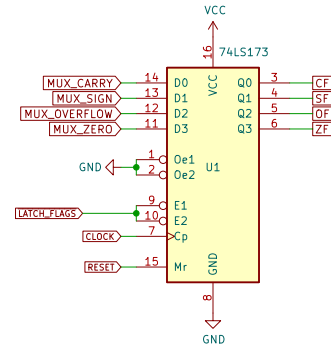 VCC
74LS173
16
VCC
MUX_CARRY 14 D0 Q0 3 CF
MUX_SIGN 13 D1 Q1 4 SF
MUX_OVERFLOW 12 D2 Q2 5 OF
MUX_ZERO 11 D3 Q3 6 ZF
1 Oe1
GND U1
2 Oe2
9 E1
LATCH_FLAGS
10 E2
CLOCK 7 Cp
RESET 15 Mr
GND
8
GND